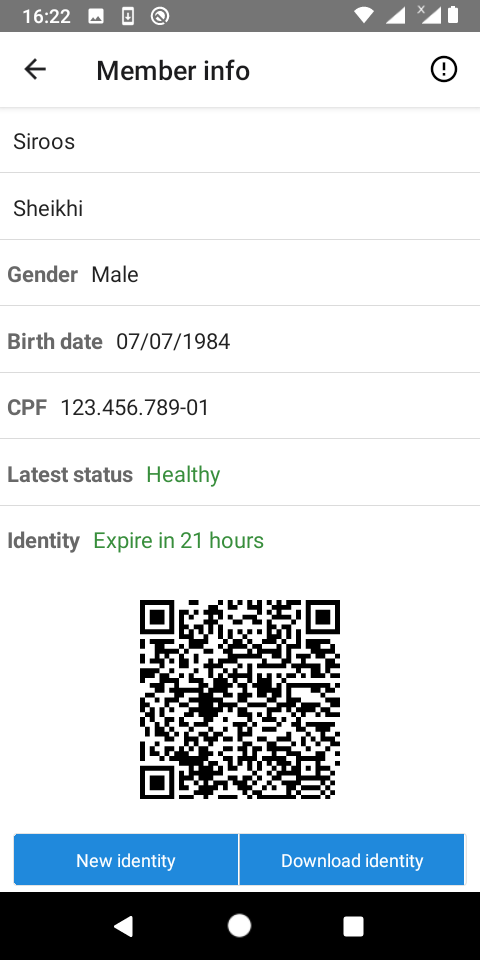 16:22
Member info
Siroos
Sheikhi
Gender Male
Birth date 07/07/1984
CPF 123.456.789-01
Latest status Healthy
Identity Expire in 21 hours
New identity Download identity